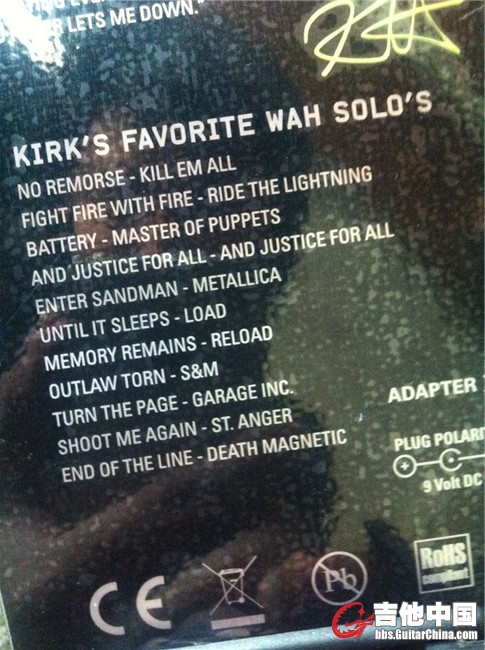 LETS ME DOWN."
KIRK'S FAVORITE WAH SOLO'S
NO REMORSE - KILL EM ALL
FIGHT FIRE WITH FIRE - RIDE THE LIGHTNING
BATTERY - MASTER OF PUPPETS
AND JUSTICE FOR ALL - AND JUSTICE FOR ALL
ENTER SANDMAN - METALLICA
UNTIL IT SLEEPS - LOAD
MEMORY REMAINS - RELOAD
OUTLAW TORN - S&M
TURN THE PAGE - GARAGE INC.
SHOOT ME AGAIN - ST. ANGER
END OF THE LINE - DEATH MAGNETIC
ADAPTER
PLUG
9 Volt DC
CE
Pb
RoHS
compliant
吉他中国
bbs.GuitarChina.com